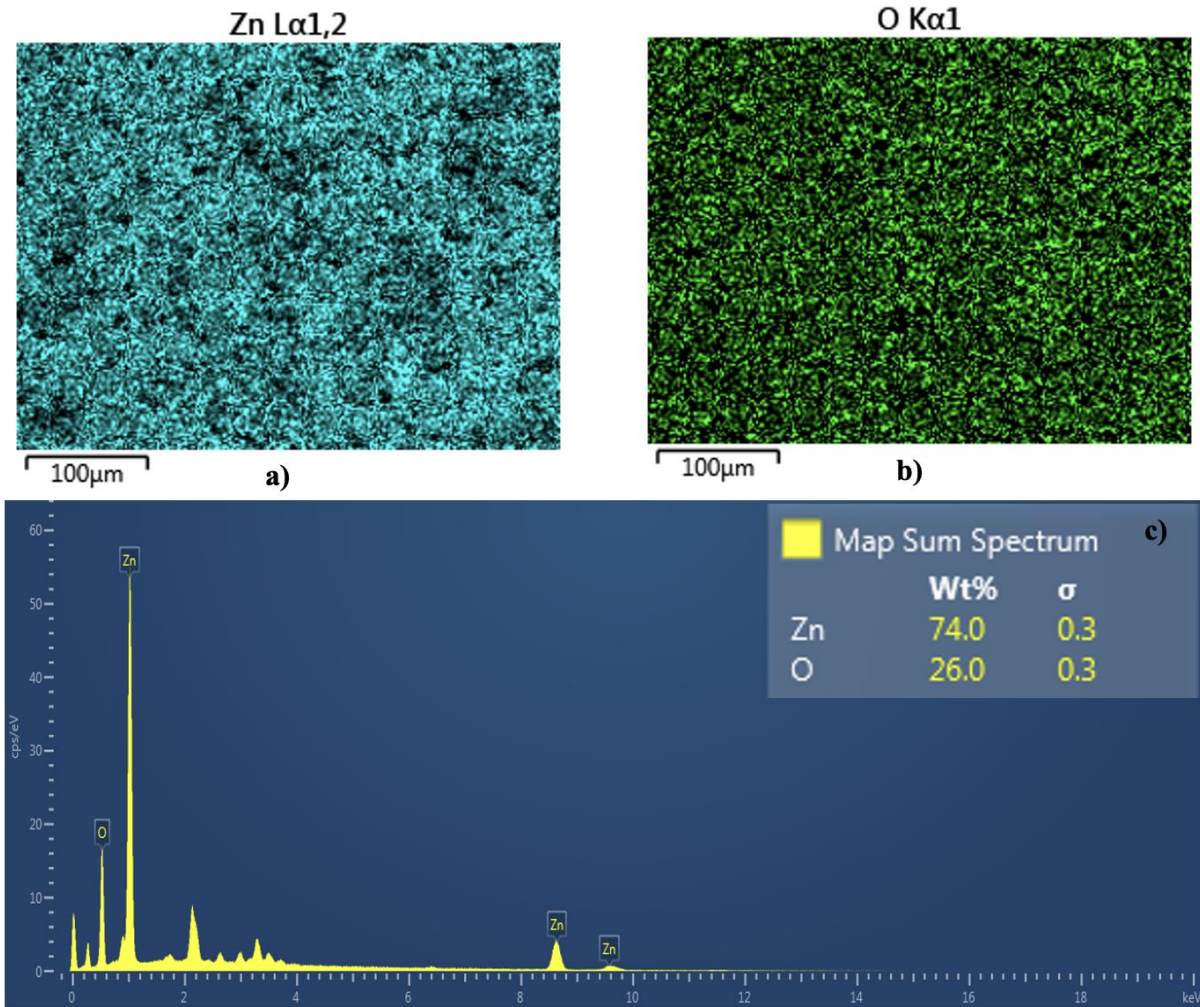 Zn Lα1,2
O Kα1
100μm
a)
100μm
b)
c)
Map Sum Spectrum
Wt% σ
Zn 74.0 0.3
O 26.0 0.3
60
50
40
30
20
10
0
cps/eV
Zn
O
Zn
Zn
0 2 4 6 8 10 12 14 16 18 keV